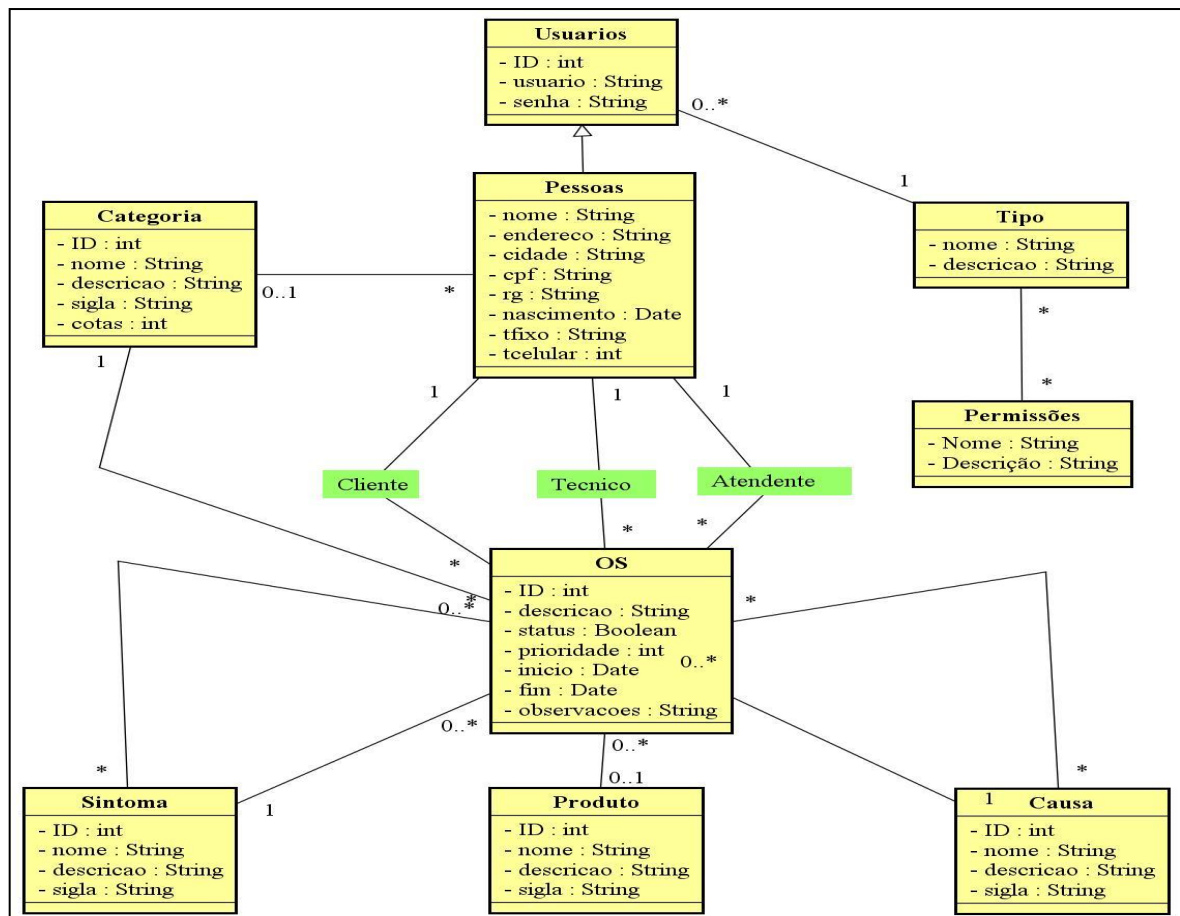 Usuarios
- ID : int
- usuario : String
- senha : String
0..*
1
Pessoas
- nome : String
- endereco : String
- cidade : String
- cpf : String
- rg : String
- nascimento : Date
- tfixo : String
- tcelular : int
Categoria
- ID : int
- nome : String
- descricao : String
- sigla : String
- cotas : int
0..1
*
Tipo
- nome : String
- descricao : String
*
*
Permissões
- Nome : String
- Descrição : String
1
1
1
1
Cliente
Tecnico
Atendente
*
*
*
*
0..*
*
OS
- ID : int
- descricao : String
- status : Boolean
- prioridade : int
- inicio : Date
- fim : Date
- observacoes : String
0..*
0..*
0..*
0..1
*
1
1
*
Sintoma
- ID : int
- nome : String
- descricao : String
- sigla : String
Produto
- ID : int
- nome : String
- descricao : String
- sigla : String
Causa
- ID : int
- nome : String
- descricao : String
- sigla : String